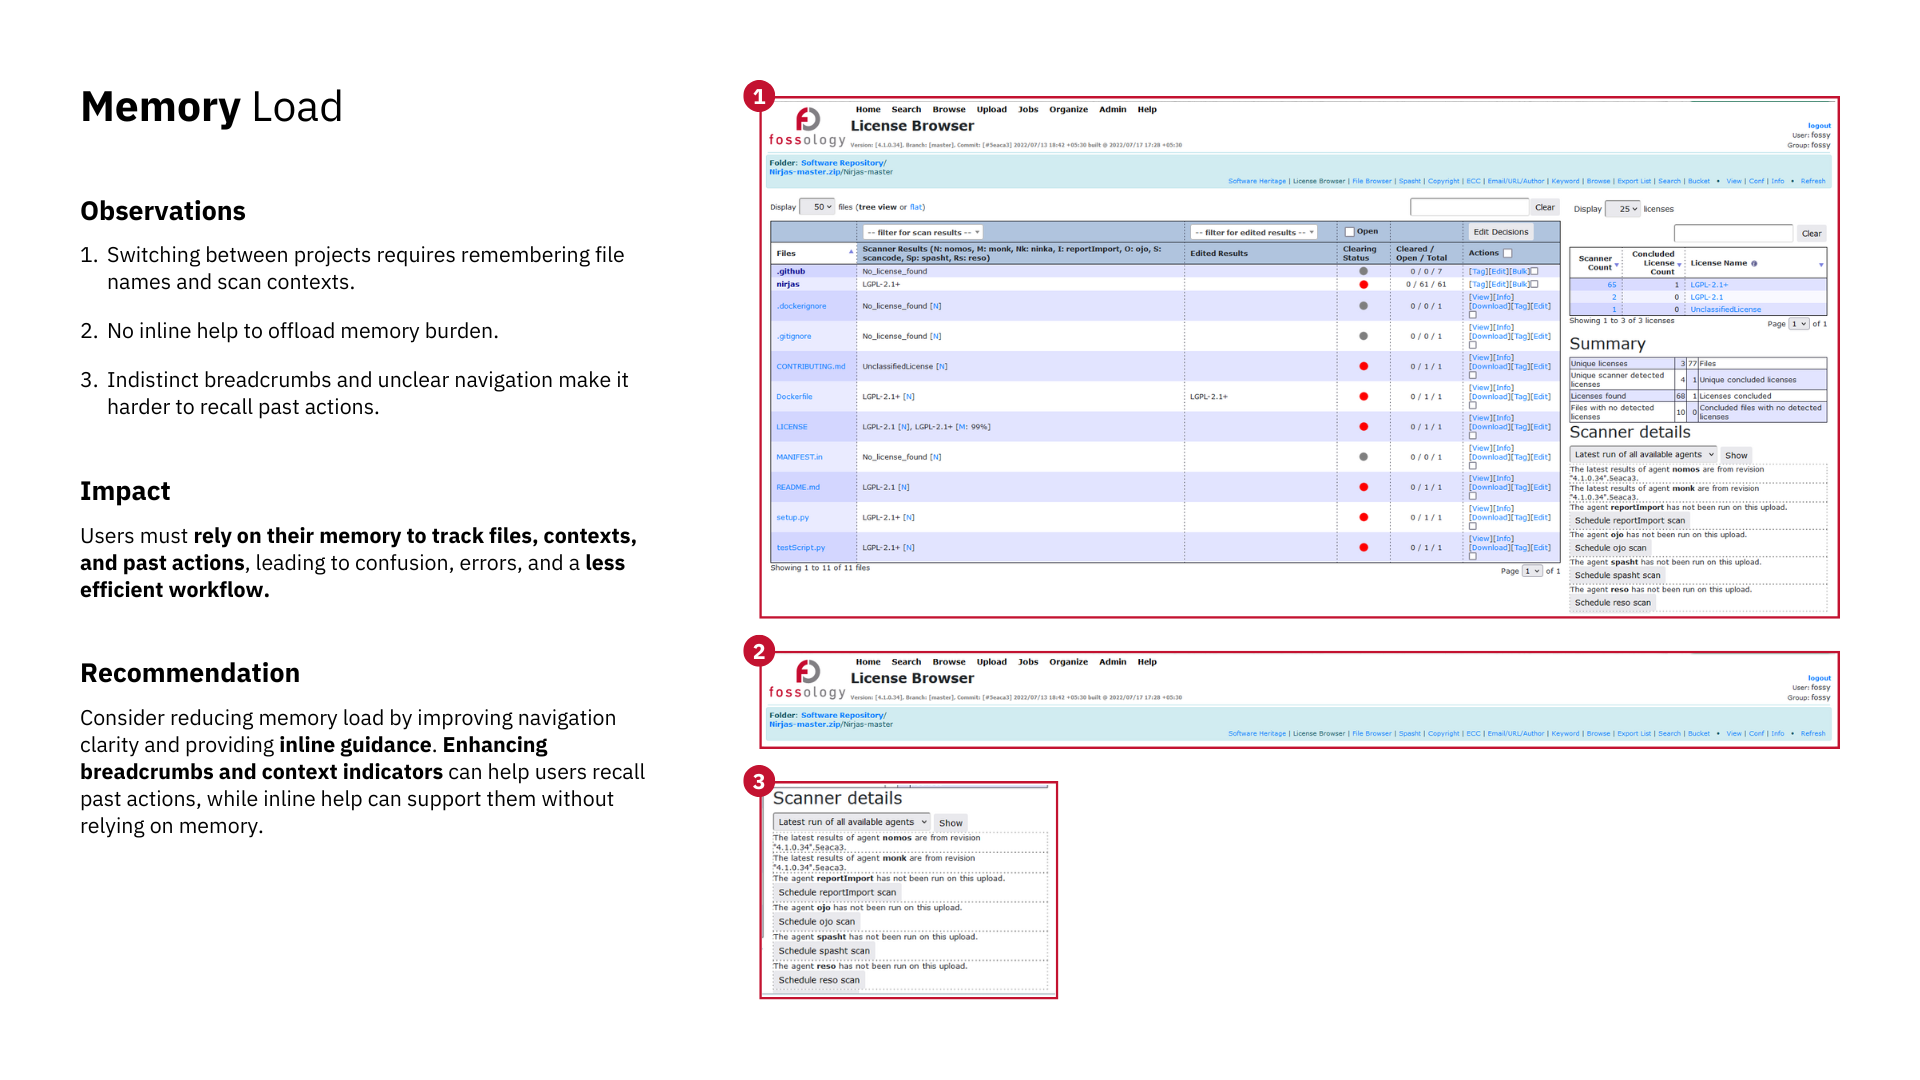 Memory Load
Observations
1. Switching between projects requires remembering file
names and scan contexts.
2. No inline help to offload memory burden.
3. Indistinct breadcrumbs and unclear navigation make it
harder to recall past actions.
Impact
Users must rely on their memory to track files, contexts,
and past actions, leading to confusion, errors, and a less
efficient workflow.
Recommendation
Consider reducing memory load by improving navigation
clarity and providing inline guidance. Enhancing
breadcrumbs and context indicators can help users recall
past actions, while inline help can support them without
relying on memory.
1
fossology
Home Search Browse Upload Jobs Organize Admin Help
License Browser
Version: [4.1.0.34], Branch: [master], Commit: [#5eaca3] 2022/07/13 18:42 +05:30 built @ 2022/07/17 17:28 +05:30
logout
User: fossy
Group: fossy
Folder: Software Repository/
Nirjas-master.zip/Nirjas-master
Software Heritage | License Browser | File Browser | Spasht | Copyright | ECC | Email/URL/Author | Keyword | Browse | Export List | Search | Bucket • View | Conf | Info • Refresh
Display 50 files (tree view or flat) Clear
-- filter for scan results -- -- filter for edited results -- Open Edit Decisions
Files Scanner Results (N: nomos, M: monk, Nk: ninka, I: reportImport, O: ojo, S: scancode, Sp: spasht, Rs: reso) Edited Results Clearing Status Cleared / Open / Total Actions
.github No_license_found 0 / 0 / 7 [Tag][Edit][Bulk]
nirjas LGPL-2.1+ 0 / 61 / 61 [Tag][Edit][Bulk]
.dockerignore No_license_found [N] 0 / 0 / 1 [View][Info][Download][Tag][Edit]
.gitignore No_license_found [N] 0 / 0 / 1 [View][Info][Download][Tag][Edit]
CONTRIBUTING.md UnclassifiedLicense [N] 0 / 1 / 1 [View][Info][Download][Tag][Edit]
Dockerfile LGPL-2.1+ [N] LGPL-2.1+ 0 / 1 / 1 [View][Info][Download][Tag][Edit]
LICENSE LGPL-2.1 [N], LGPL-2.1+ [M: 99%] 0 / 1 / 1 [View][Info][Download][Tag][Edit]
MANIFEST.in No_license_found [N] 0 / 0 / 1 [View][Info][Download][Tag][Edit]
README.md LGPL-2.1 [N] 0 / 1 / 1 [View][Info][Download][Tag][Edit]
setup.py LGPL-2.1+ [N] 0 / 1 / 1 [View][Info][Download][Tag][Edit]
testScript.py LGPL-2.1+ [N] 0 / 1 / 1 [View][Info][Download][Tag][Edit]
Showing 1 to 11 of 11 files
Page 1 of 1
Display 25 licenses
Clear
Scanner Count Concluded License Count License Name
65 1 LGPL-2.1+
2 0 LGPL-2.1
1 0 UnclassifiedLicense
Showing 1 to 3 of 3 licenses
Page 1 of 1
Summary
Unique licenses 3 77 Files
Unique scanner detected licenses 4 1 Unique concluded licenses
Licenses found 68 1 Licenses concluded
Files with no detected licenses 10 0 Concluded files with no detected licenses
Scanner details
Latest run of all available agents Show
The latest results of agent nomos are from revision
"4.1.0.34".5eaca3.
The latest results of agent monk are from revision
"4.1.0.34".5eaca3.
The agent reportImport has not been run on this upload.
Schedule reportImport scan
The agent ojo has not been run on this upload.
Schedule ojo scan
The agent spasht has not been run on this upload.
Schedule spasht scan
The agent reso has not been run on this upload.
Schedule reso scan
2
fossology
Home Search Browse Upload Jobs Organize Admin Help
License Browser
Version: [4.1.0.34], Branch: [master], Commit: [#5eaca3] 2022/07/13 18:42 +05:30 built @ 2022/07/17 17:28 +05:30
logout
User: fossy
Group: fossy
Folder: Software Repository/
Nirjas-master.zip/Nirjas-master
Software Heritage | License Browser | File Browser | Spasht | Copyright | ECC | Email/URL/Author | Keyword | Browse | Export List | Search | Bucket • View | Conf | Info • Refresh
3
Scanner details
Latest run of all available agents Show
The latest results of agent nomos are from revision
"4.1.0.34".5eaca3.
The latest results of agent monk are from revision
"4.1.0.34".5eaca3.
The agent reportImport has not been run on this upload.
Schedule reportImport scan
The agent ojo has not been run on this upload.
Schedule ojo scan
The agent spasht has not been run on this upload.
Schedule spasht scan
The agent reso has not been run on this upload.
Schedule reso scan